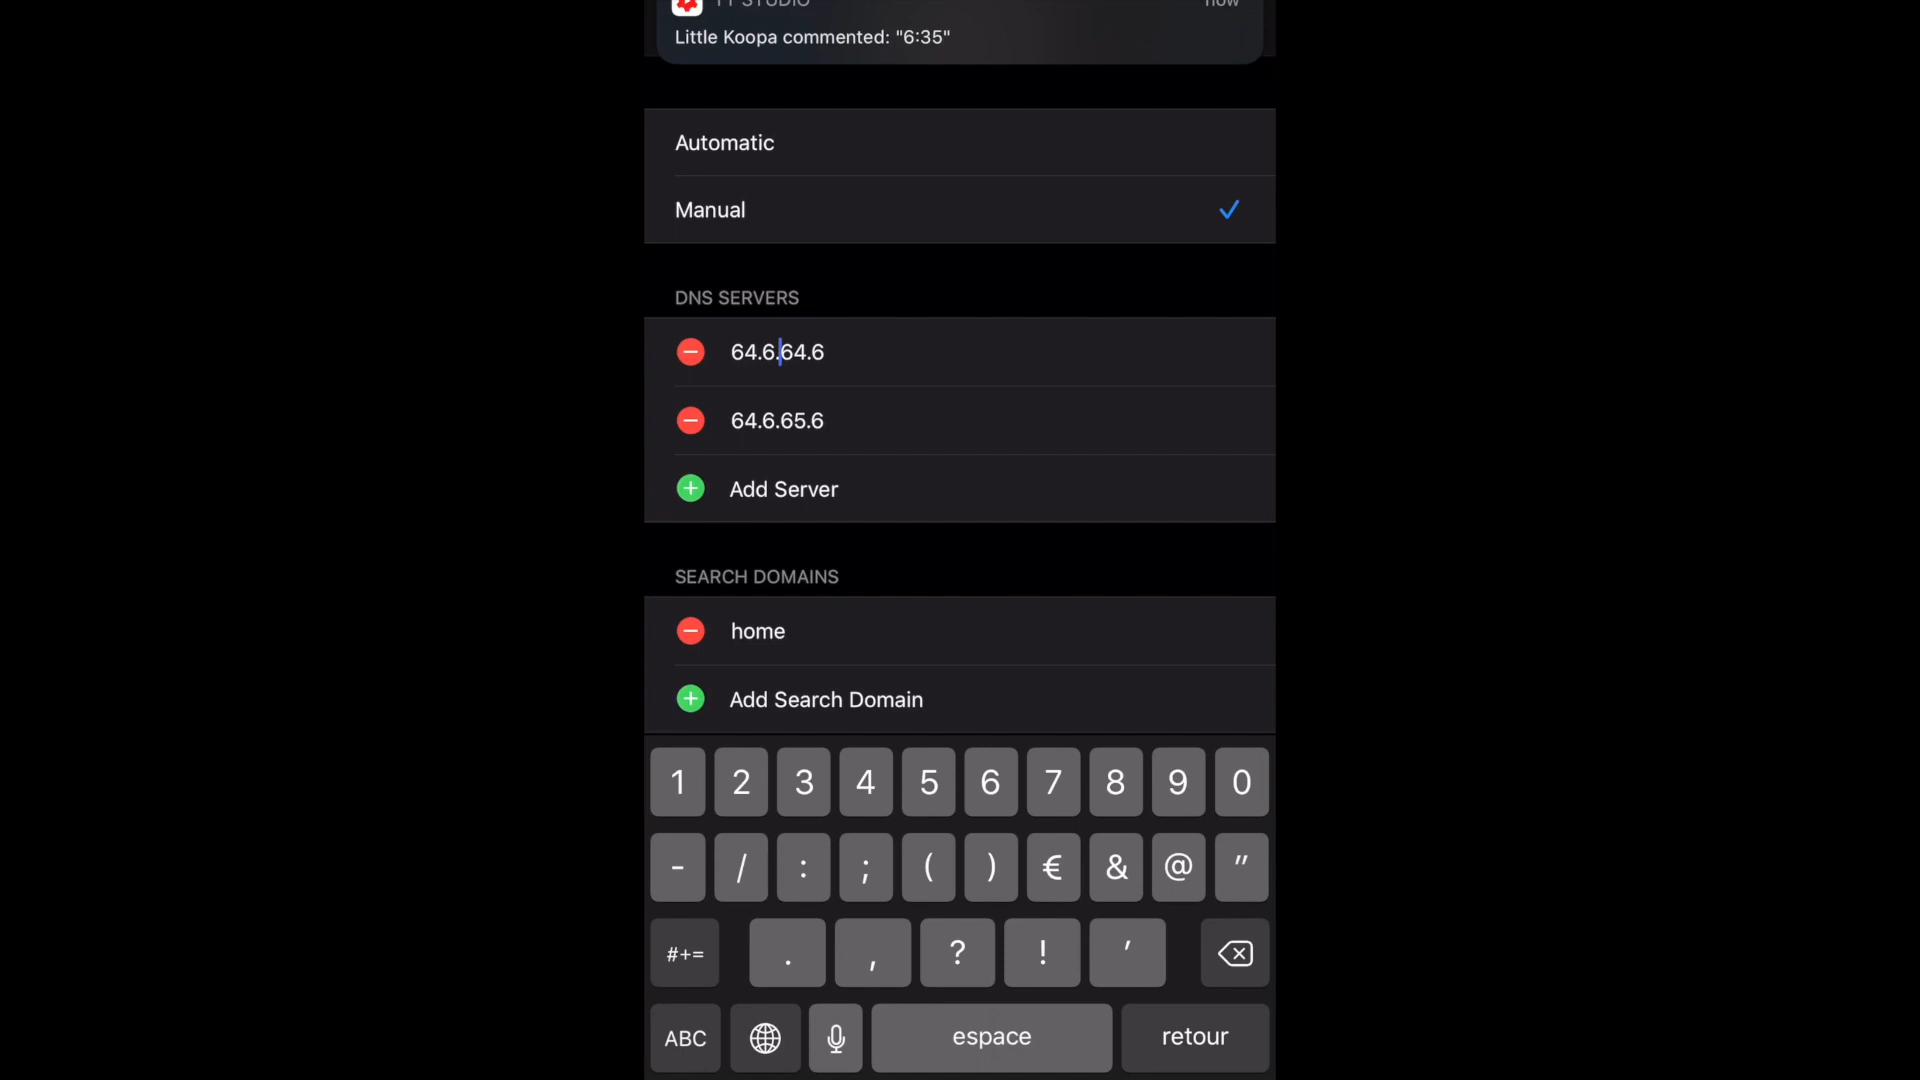 STUDIO
Little Koopa commented: "6:35"
Automatic
Manual
DNS SERVERS
64.6.64.6
64.6.65.6
Add Server
SEARCH DOMAINS
home
Add Search Domain
1 2 3 4 5 6 7 8 9 0
- / : ; ( ) € & @ "
#+= . , ? ! '
ABC espace retour